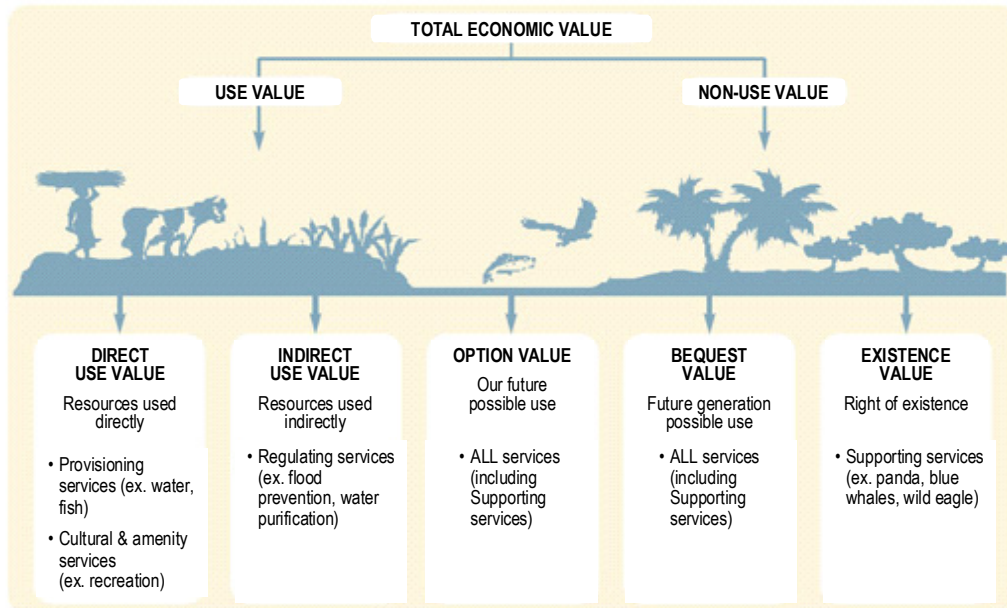 TOTAL ECONOMIC VALUE
USE VALUE
NON-USE VALUE
DIRECT
USE VALUE
Resources used
directly
• Provisioning
services (ex. water,
fish)
• Cultural & amenity
services
(ex. recreation)
INDIRECT
USE VALUE
Resources used
indirectly
• Regulating services
(ex. flood
prevention, water
purification)
OPTION VALUE
Our future
possible use
• ALL services
(including
Supporting
services)
BEQUEST
VALUE
Future generation
possible use
• ALL services
(including
Supporting
services)
EXISTENCE
VALUE
Right of existence
• Supporting services
(ex. panda, blue
whales, wild eagle)